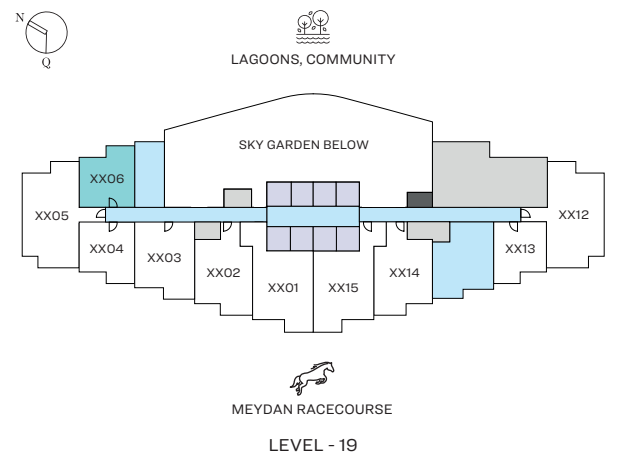 N
Q
LAGOONS, COMMUNITY
SKY GARDEN BELOW
XX06
XX05
XX12
XX04
XX13
XX03
XX02
XX14
XX01
XX15
MEYDAN RACECOURSE
LEVEL - 19